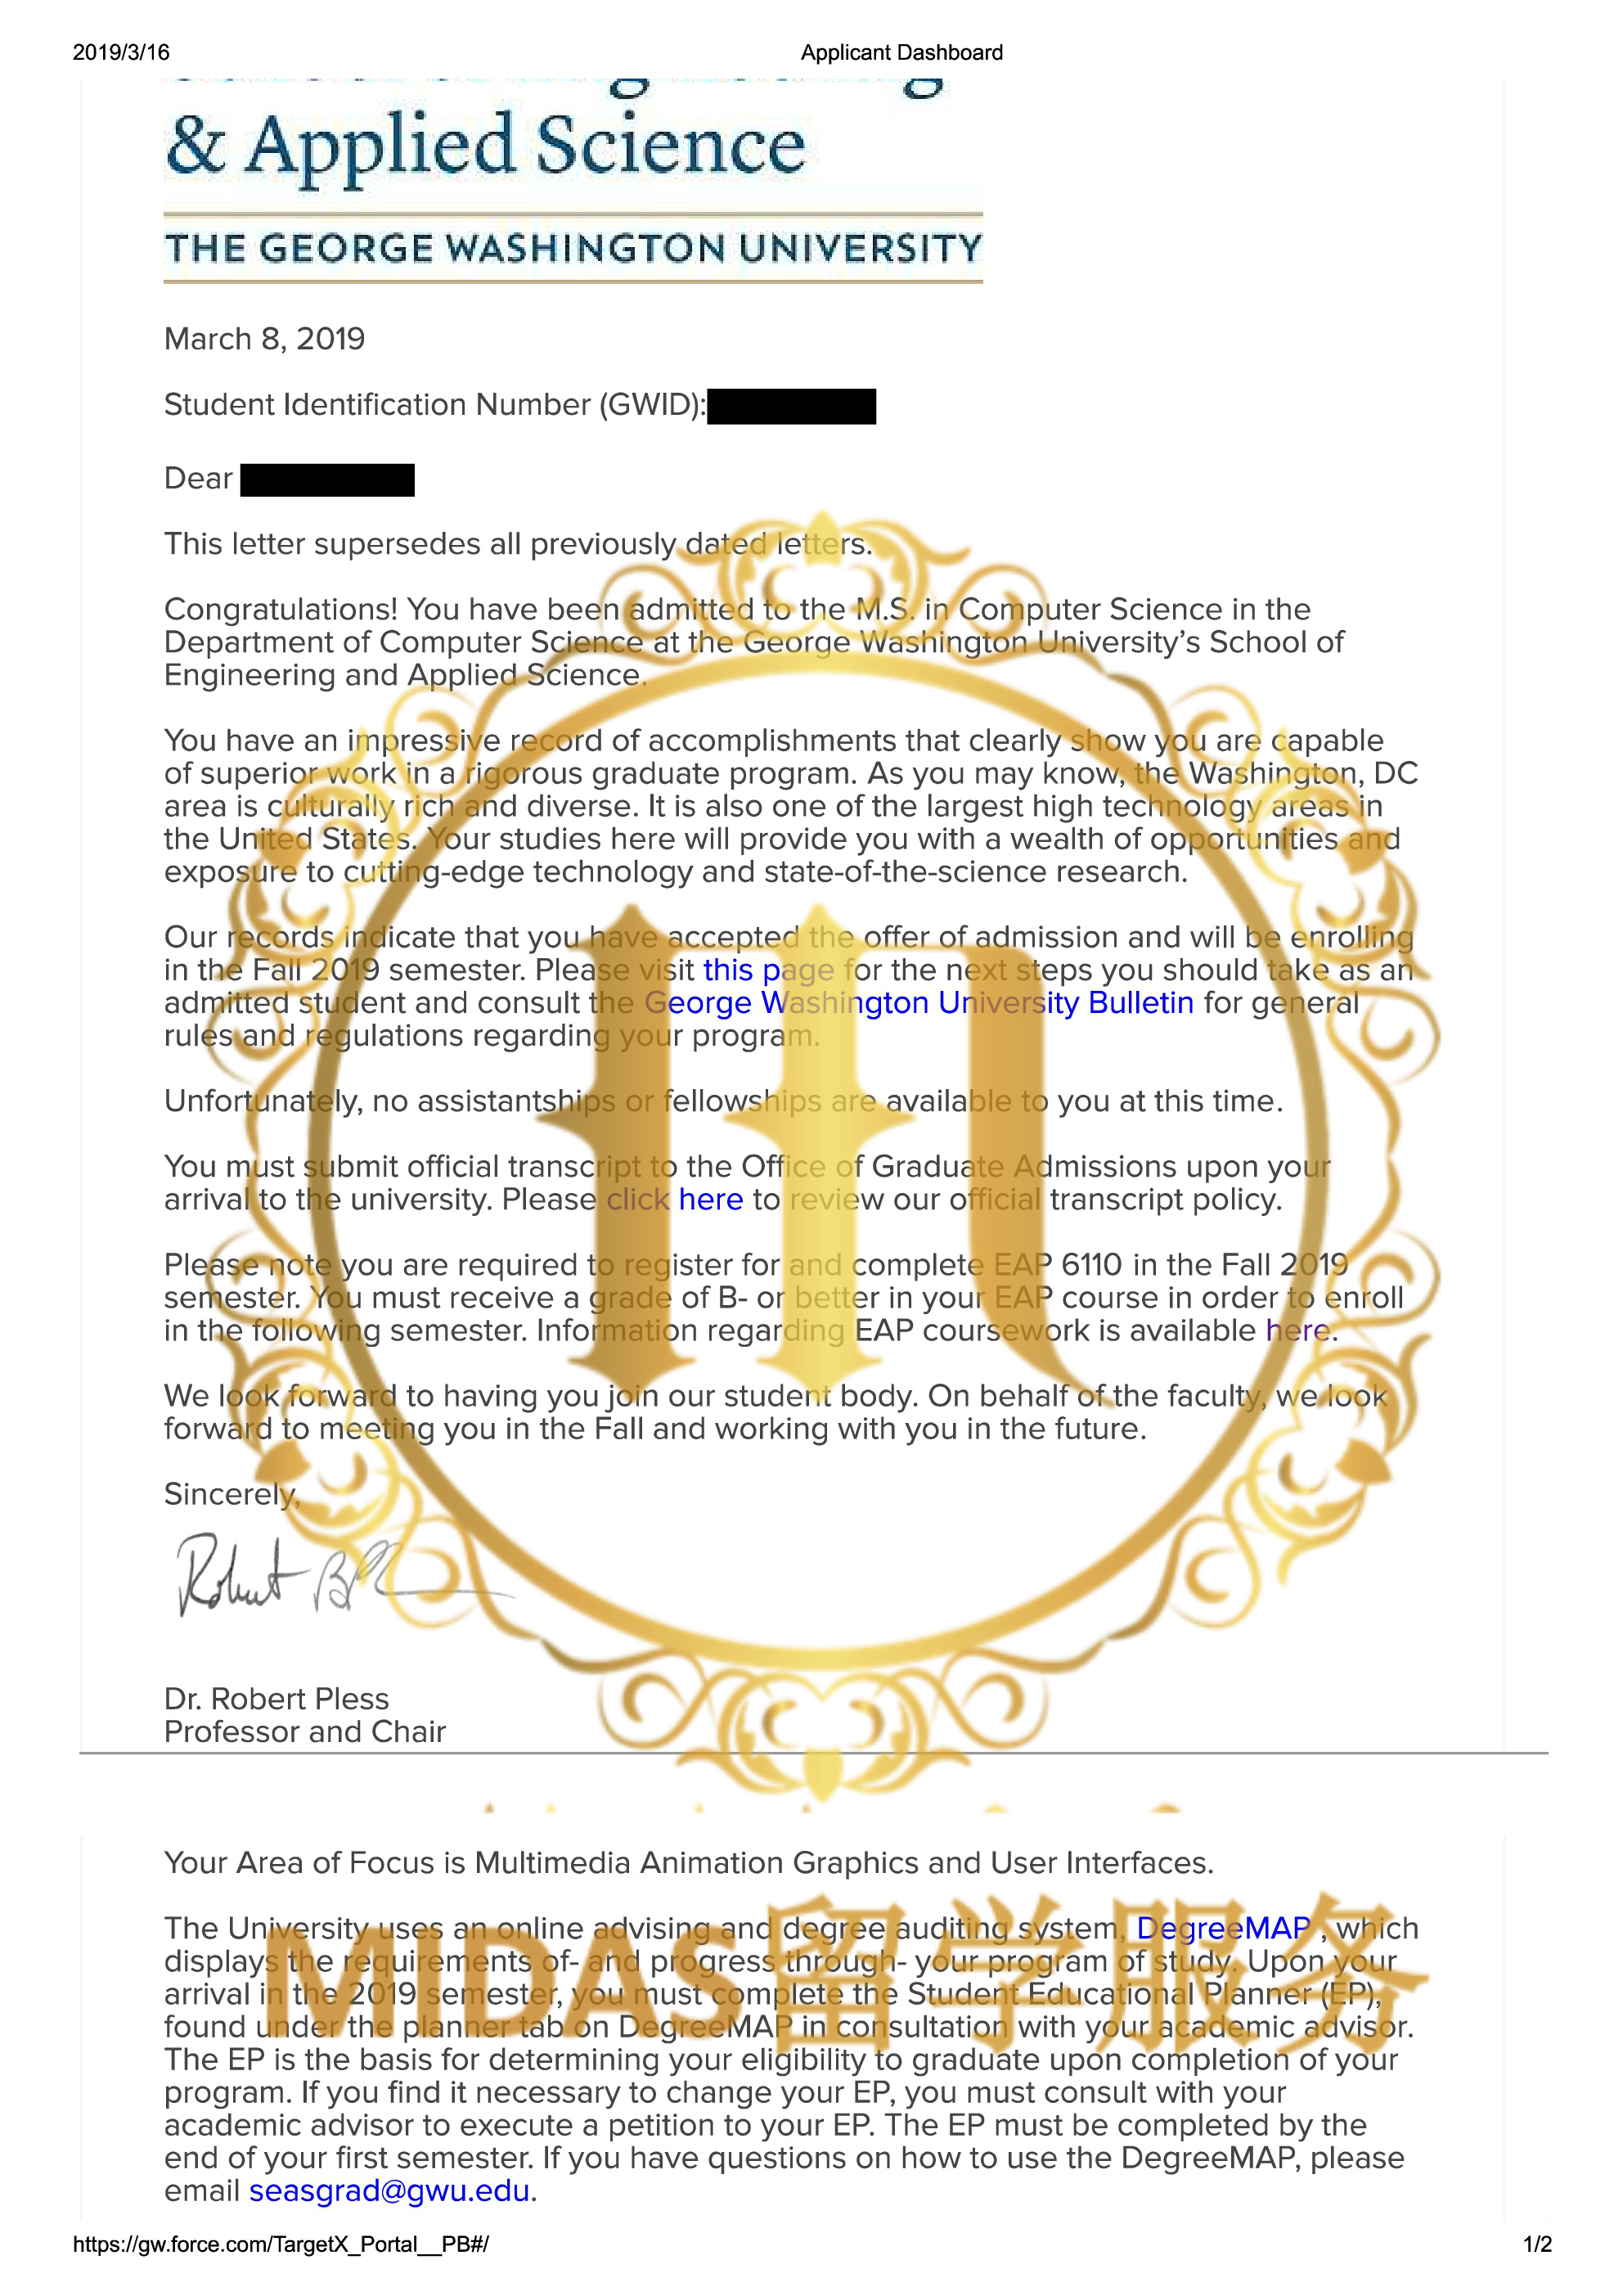 2019/3/16
Applicant Dashboard
& Applied Science
THE GEORGE WASHINGTON UNIVERSITY
March 8, 2019
Student Identification Number (GWID):
Dear
This letter supersedes all previously dated letters.
Congratulations! You have been admitted to the M.S. in Computer Science in the
Department of Computer Science at the George Washington University’s School of
Engineering and Applied Science.
You have an impressive record of accomplishments that clearly show you are capable
of superior work in a rigorous graduate program. As you may know, the Washington, DC
area is culturally rich and diverse. It is also one of the largest high technology areas in
the United States. Your studies here will provide you with a wealth of opportunities and
exposure to cutting-edge technology and state-of-the-science research.
Our records indicate that you have accepted the offer of admission and will be enrolling
in the Fall 2019 semester. Please visit this page for the next steps you should take as an
admitted student and consult the George Washington University Bulletin for general
rules and regulations regarding your program.
Unfortunately, no assistantships or fellowships are available to you at this time.
You must submit official transcript to the Office of Graduate Admissions upon your
arrival to the university. Please click here to review our official transcript policy.
Please note you are required to register for and complete EAP 6110 in the Fall 2019
semester. You must receive a grade of B- or better in your EAP course in order to enroll
in the following semester. Information regarding EAP coursework is available here.
We look forward to having you join our student body. On behalf of the faculty, we look
forward to meeting you in the Fall and working with you in the future.
Sincerely,
Robert
Dr. Robert Pless
Professor and Chair
Your Area of Focus is Multimedia Animation Graphics and User Interfaces.
The University uses an online advising and degree auditing system, DegreeMAP , which
displays the requirements of- and progress through- your program of study. Upon your
arrival in the 2019 semester, you must complete the Student Educational Planner (EP),
found under the planner tab on DegreeMAP in consultation with your academic advisor.
The EP is the basis for determining your eligibility to graduate upon completion of your
program. If you find it necessary to change your EP, you must consult with your
academic advisor to execute a petition to your EP. The EP must be completed by the
end of your first semester. If you have questions on how to use the DegreeMAP, please
email seasgrad@gwu.edu.
MIDAS留学服务
https://gw.force.com/TargetX_Portal__PB#/
1/2